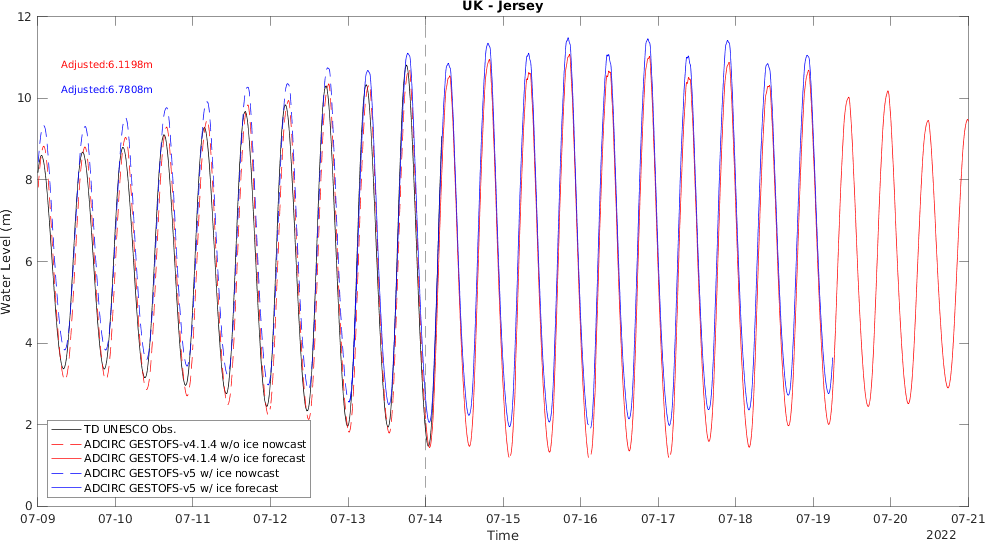 UK - Jersey
12
10
8
6
4
2
0
Water Level (m)
Adjusted:6.1198m
Adjusted:6.7808m
TD UNESCO Obs.
ADCIRC GESTOFS-v4.1.4 w/o ice nowcast
ADCIRC GESTOFS-v4.1.4 w/o ice forecast
ADCIRC GESTOFS-v5 w/ ice nowcast
ADCIRC GESTOFS-v5 w/ ice forecast
07-09 07-10 07-11 07-12 07-13 07-14 07-15 07-16 07-17 07-18 07-19 07-20 07-21
Time
2022